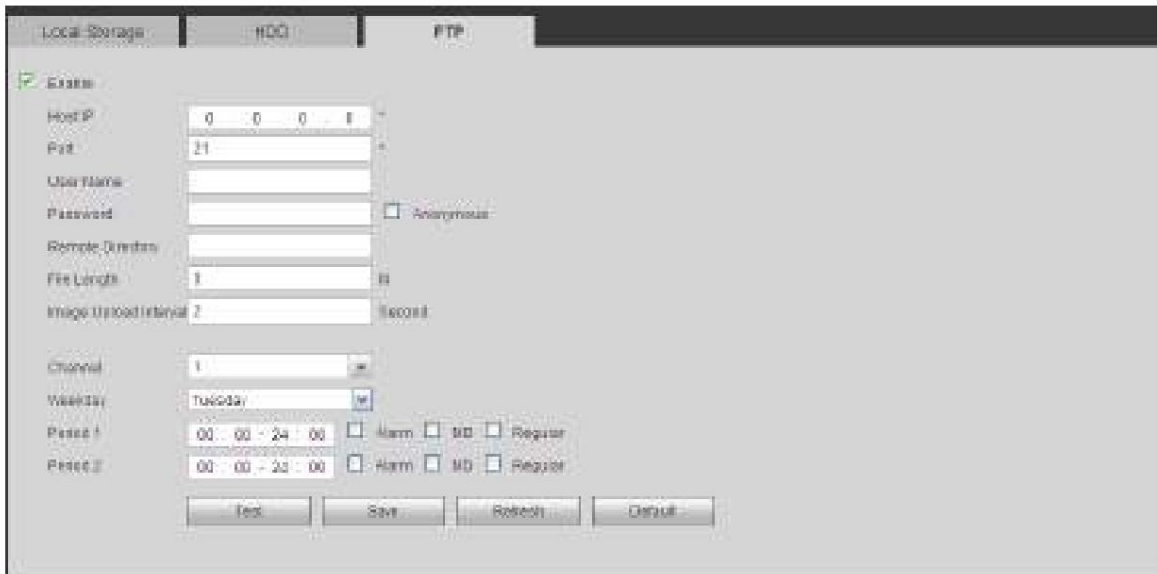 Local Storage HDD FTP
Enable
Host IP 0 . 0 . 0 . 0 *
Port 21 *
User Name
Password Anonymous
Remote Directory
File Length M
Image Upload Interval 2 Second
Channel 1
Weekday Tuesday
Period 1 00 : 00 - 24 : 00 Alarm MD Regular
Period 2 00 : 00 - 24 : 00 Alarm MD Regular
Test Save Refresh Default